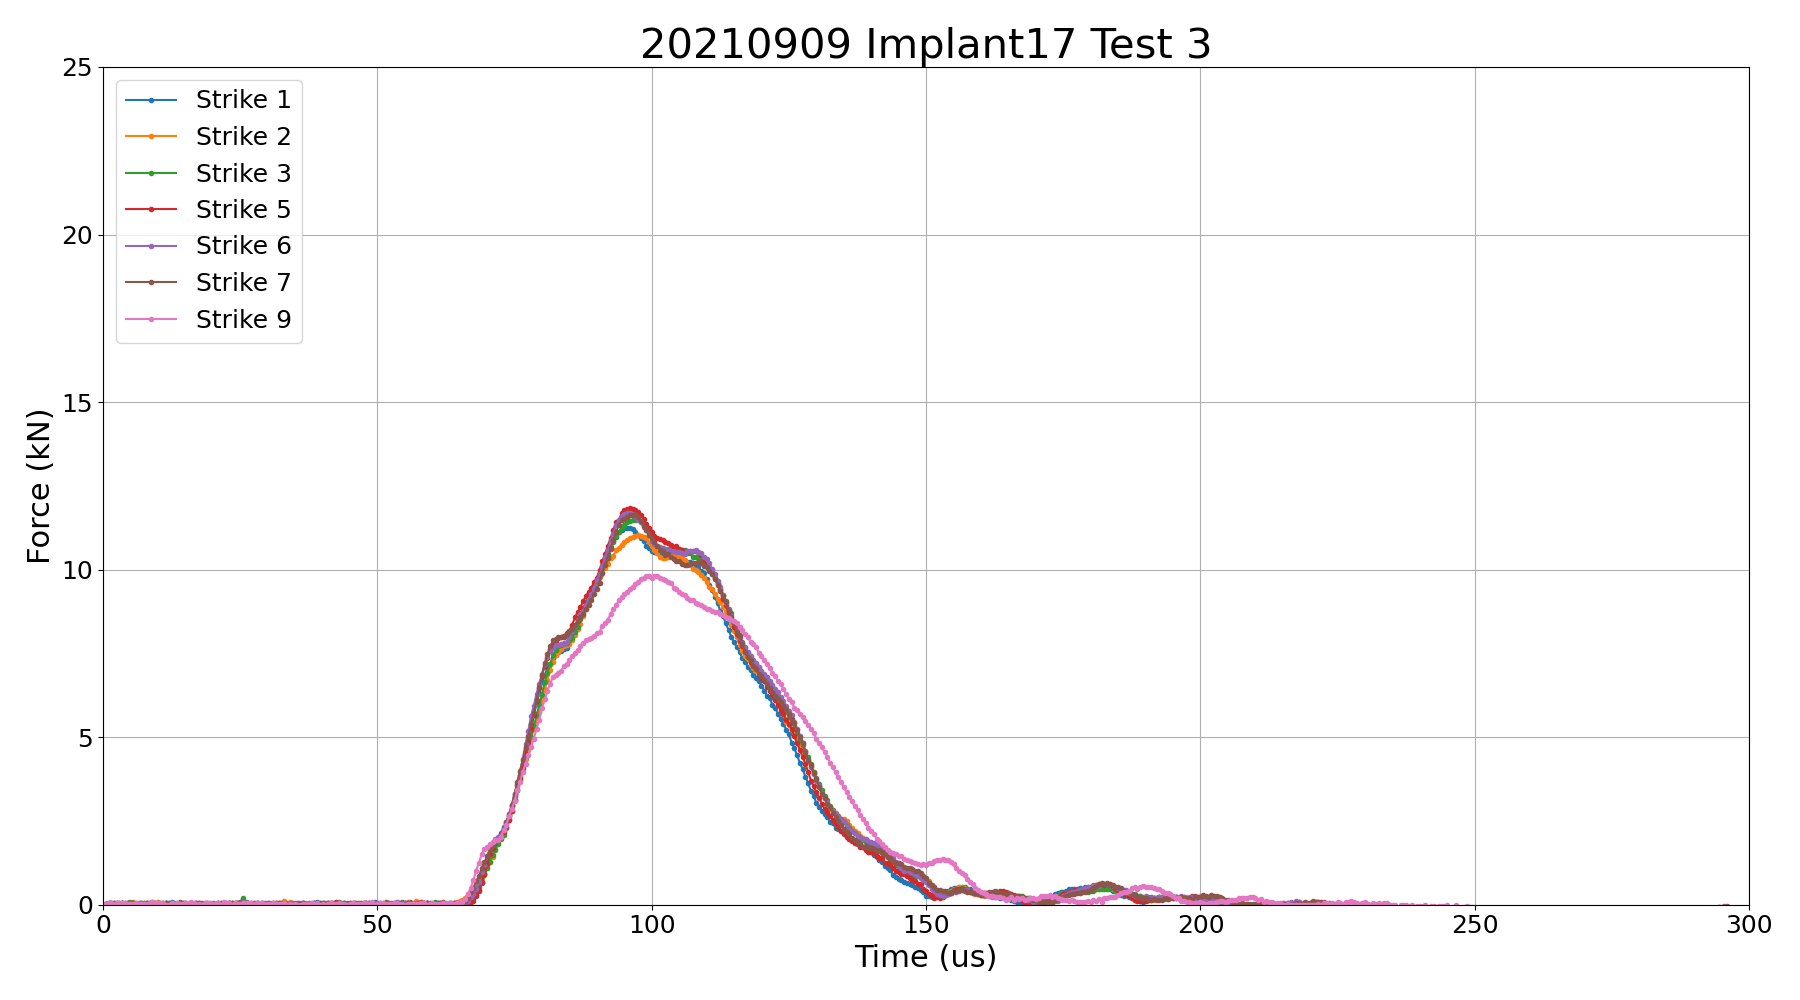 20210909 Implant17 Test 3
Strike 1
Strike 2
Strike 3
Strike 5
Strike 6
Strike 7
Strike 9
25
20
15
10
5
0
Force (kN)
0 50 100 150 200 250 300
Time (us)